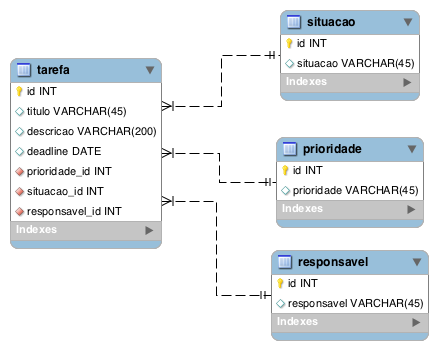 tarefa
id INT
titulo VARCHAR(45)
descricao VARCHAR(200)
deadline DATE
prioridade_id INT
situacao_id INT
responsavel_id INT
Indexes
situacao
id INT
situacao VARCHAR(45)
Indexes
prioridade
id INT
prioridade VARCHAR(45)
Indexes
responsavel
id INT
responsavel VARCHAR(45)
Indexes